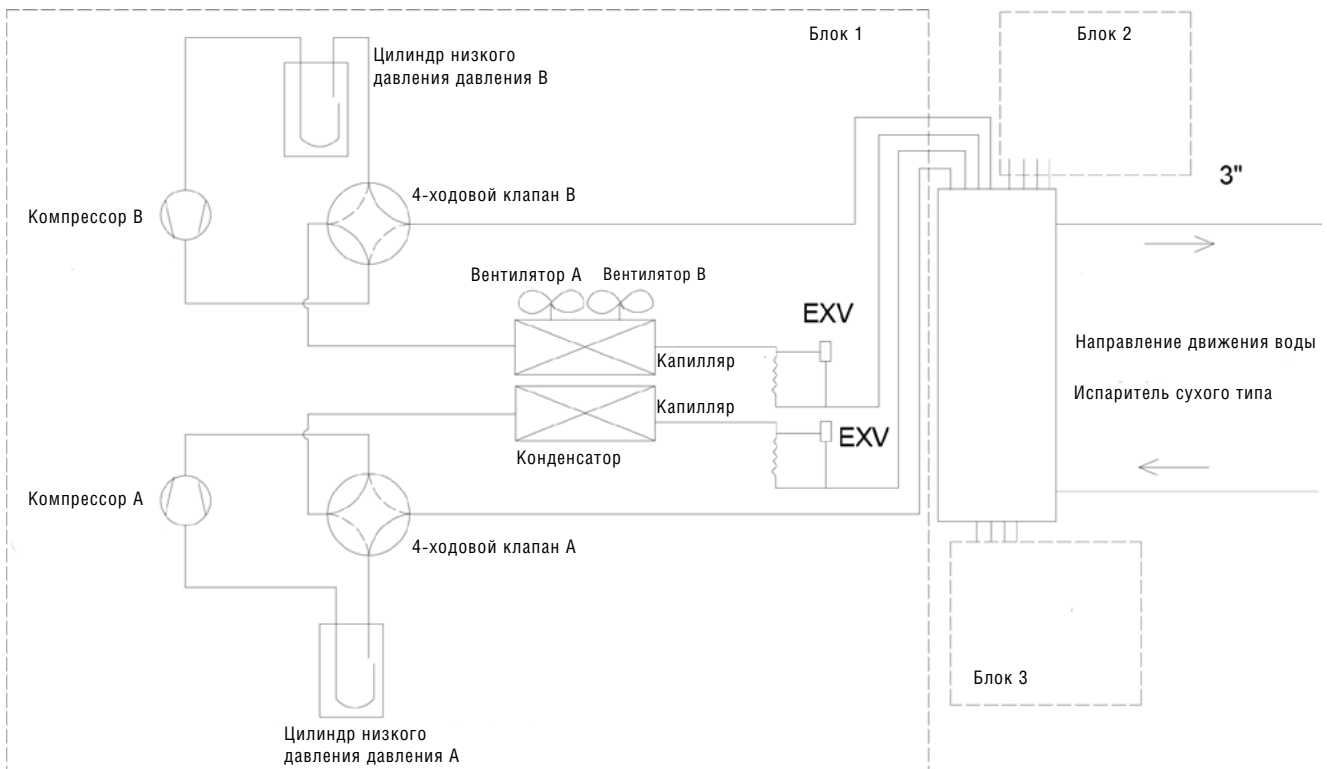 Блок 1
Блок 2
Цилиндр низкого
давления давления B
3"
4-ходовой клапан B
Компрессор B
Вентилятор A
Вентилятор B
EXV
Направление движения воды
Капилляр
Испаритель сухого типа
Капилляр
EXV
Конденсатор
Компрессор A
4-ходовой клапан A
Блок 3
Цилиндр низкого
давления давления A